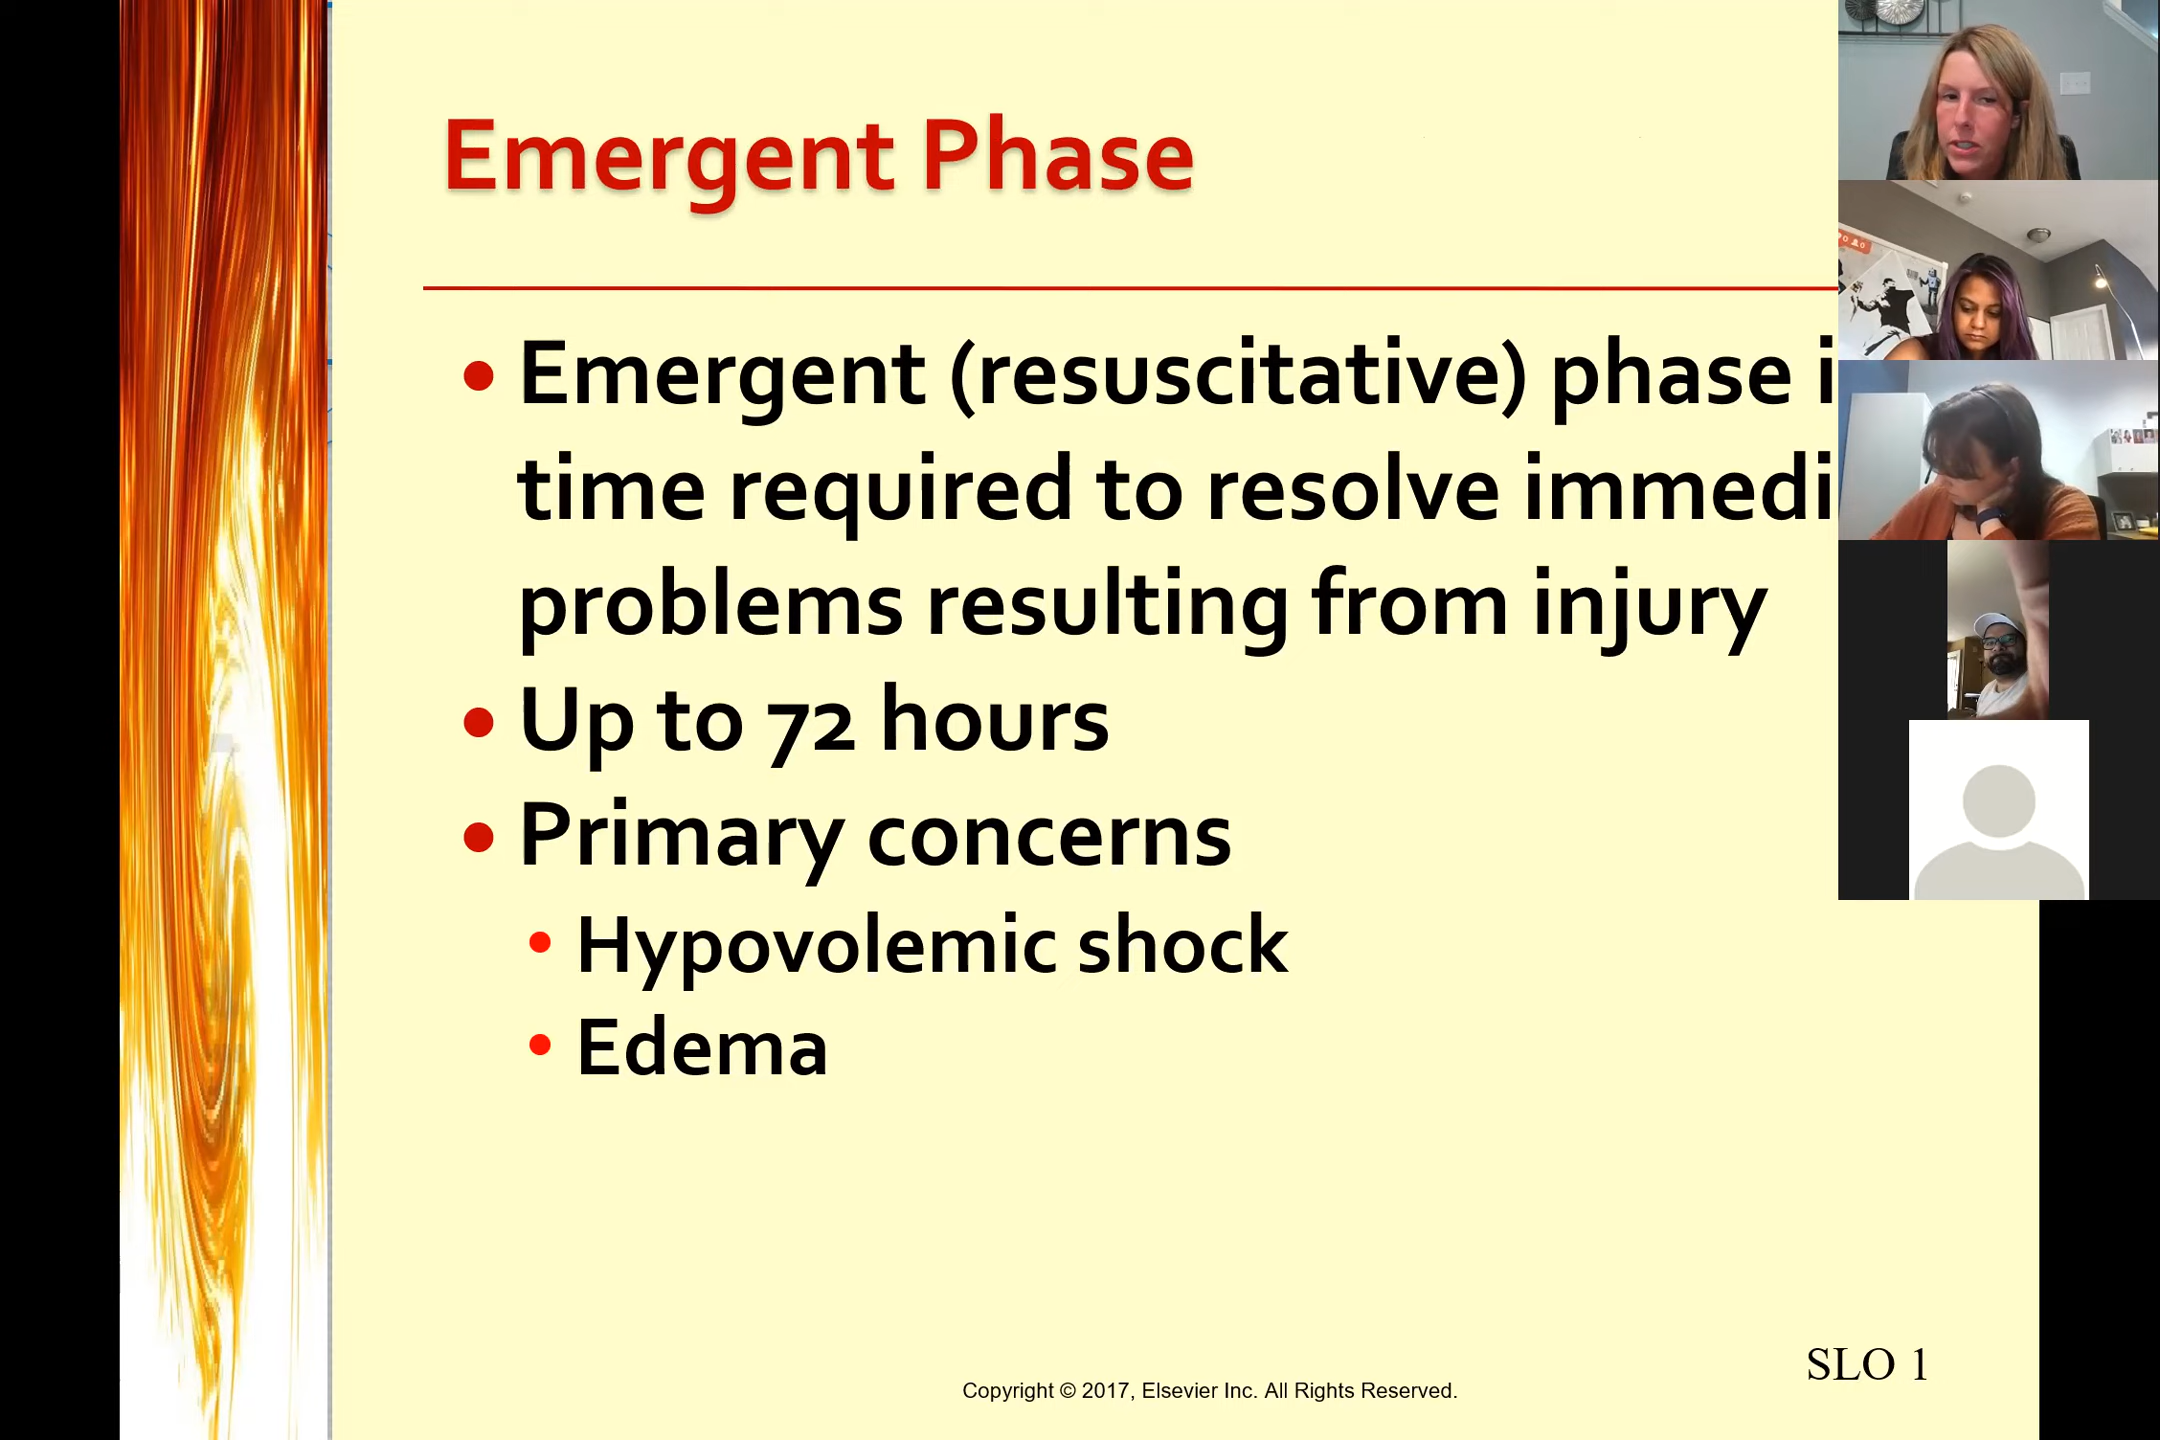 Emergent Phase
• Emergent (resuscitative) phase i
time required to resolve immedi
problems resulting from injury
• Up to 72 hours
• Primary concerns
• Hypovolemic shock
• Edema
SLO 1
Copyright © 2017, Elsevier Inc. All Rights Reserved.